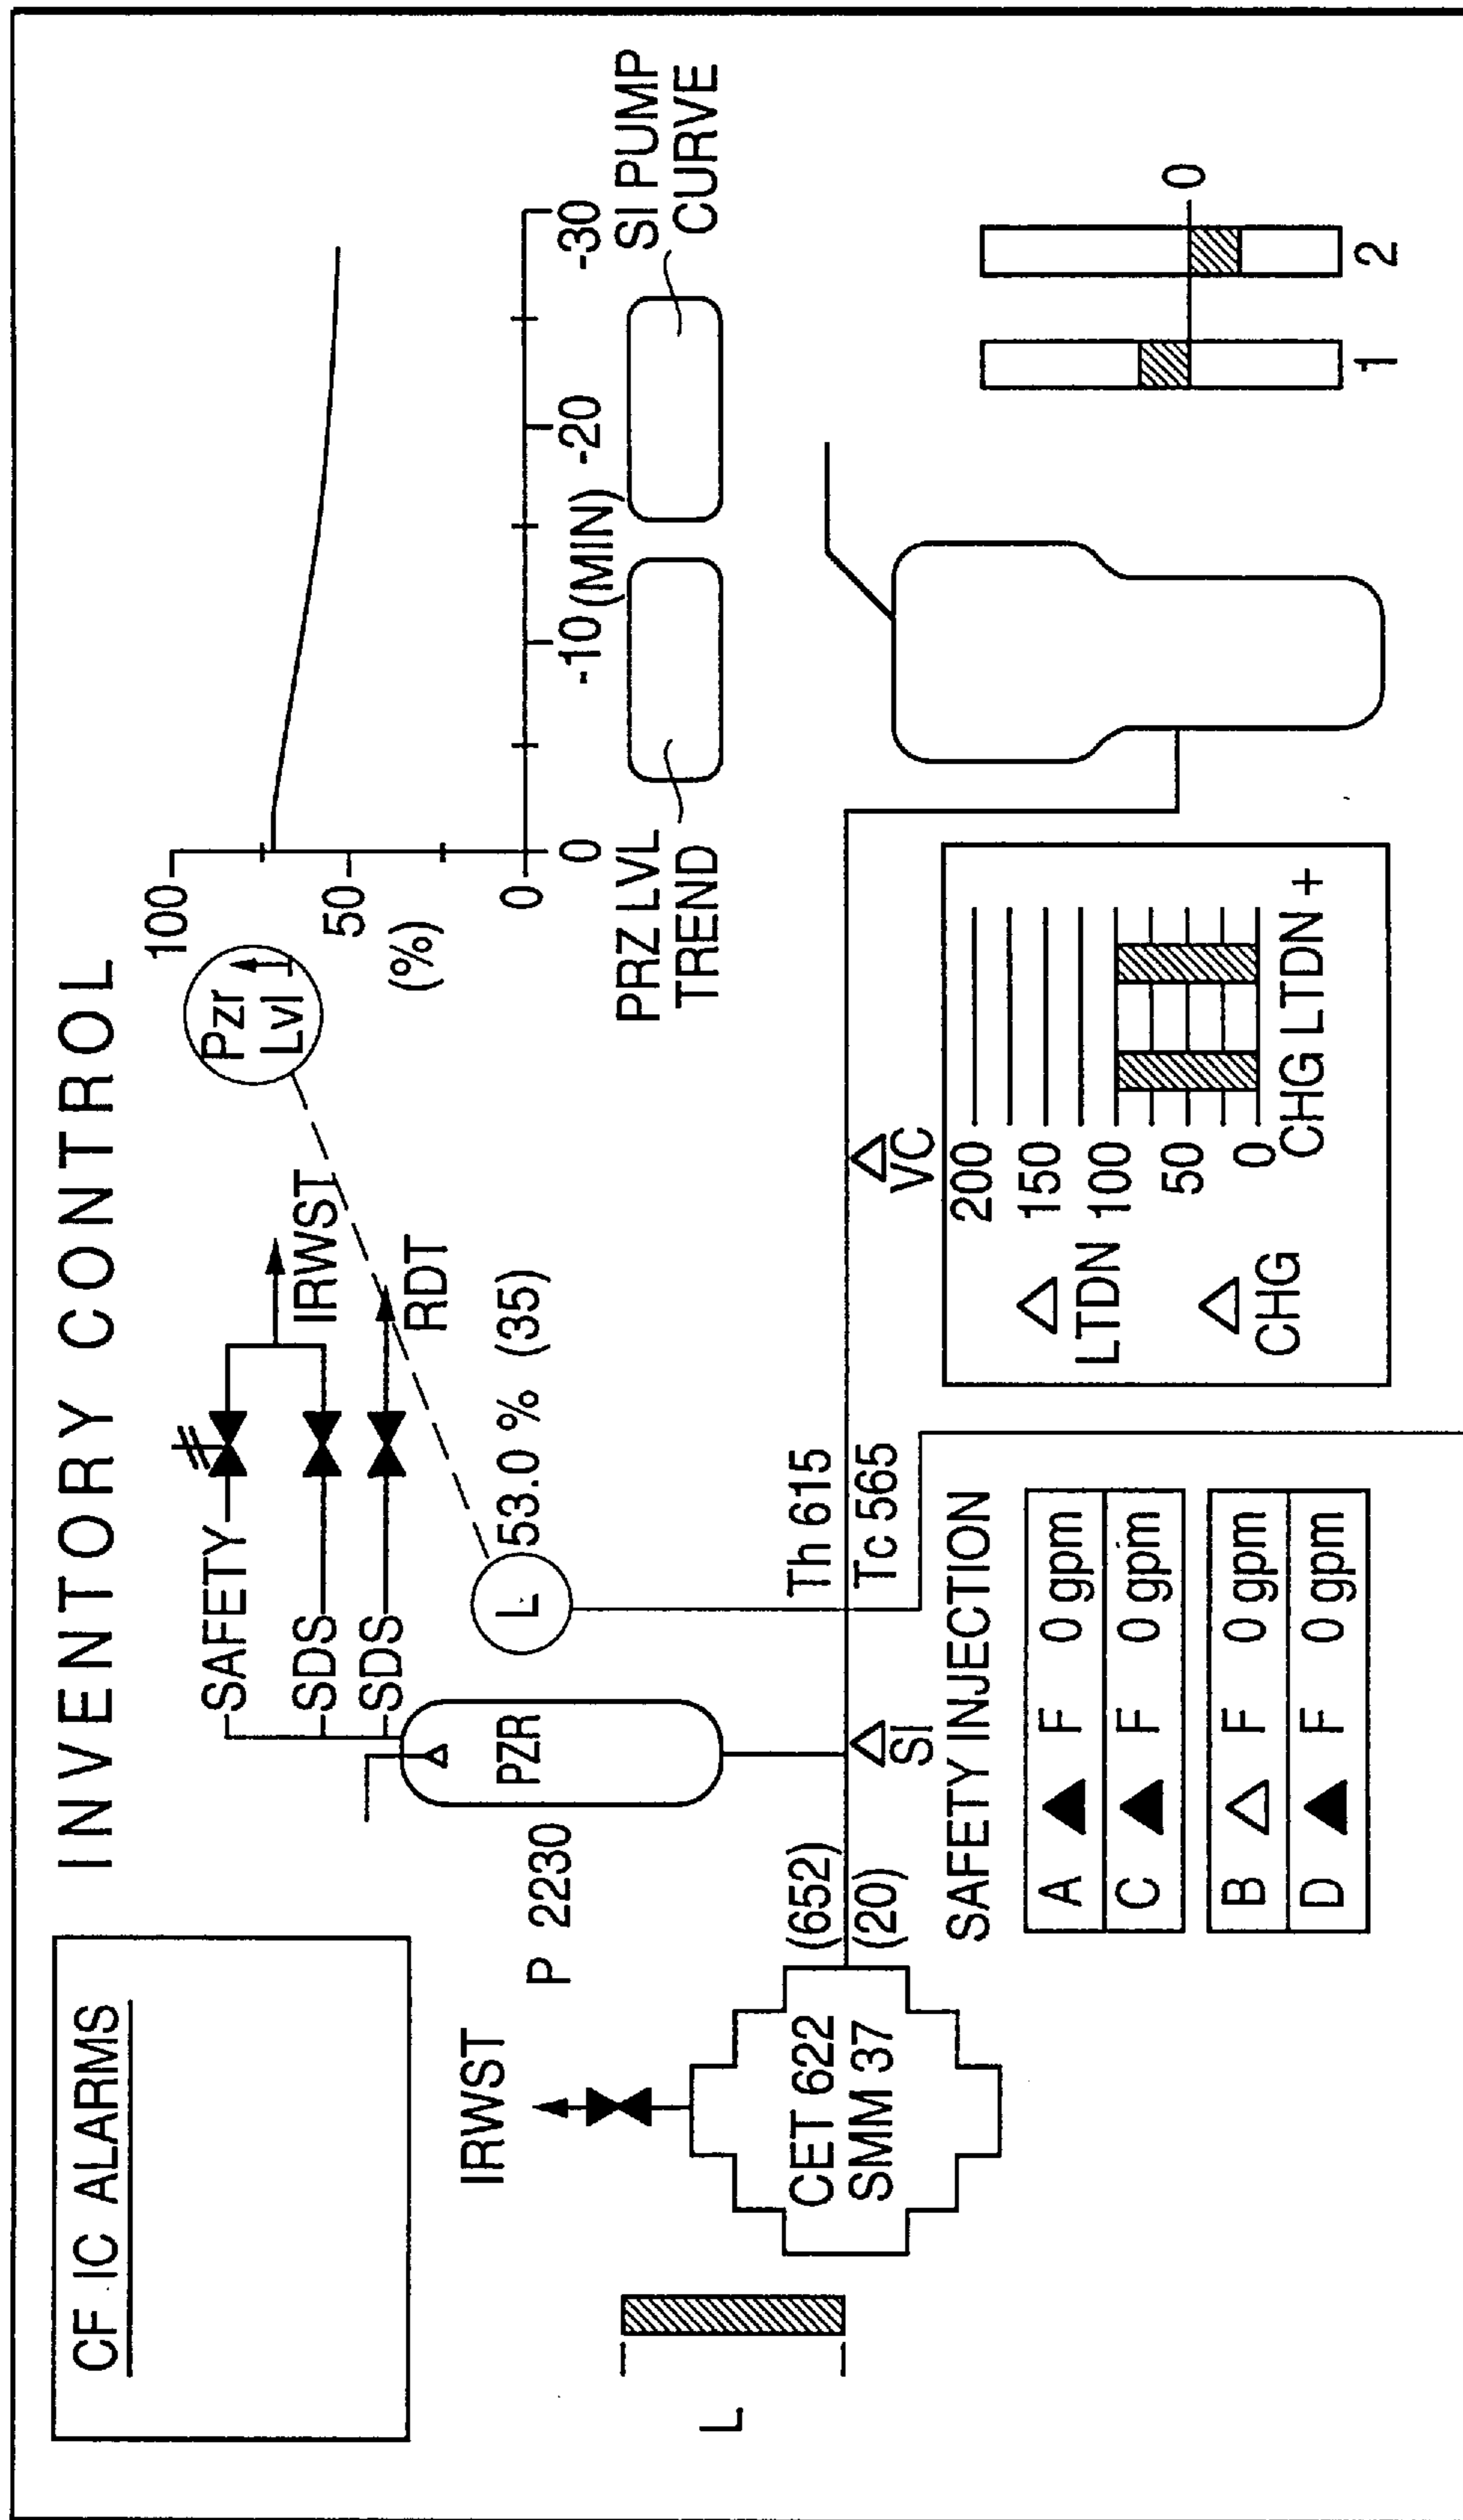 INVENTORY CONTROL
CF IC ALARMS
SAFETY
SDS
SDS
IRWST
RDT
Pzr
Lvl
100
50
(%)
0
0
-10
(MIN)
-20
-30
PRZ LVL
TREND
SI PUMP
CURVE
IRWST
P 2230
PZR
L
53.0 % (35)
L
CET 622
SMM 37
(652)
(20)
Th 615
Tc 565
SI
VC
SAFETY INJECTION
A F 0 gpm
C F 0 gpm
B F 0 gpm
D F 0 gpm
LTDN
CHG
200
150
100
50
0
CHG LTDN +
0
1
2